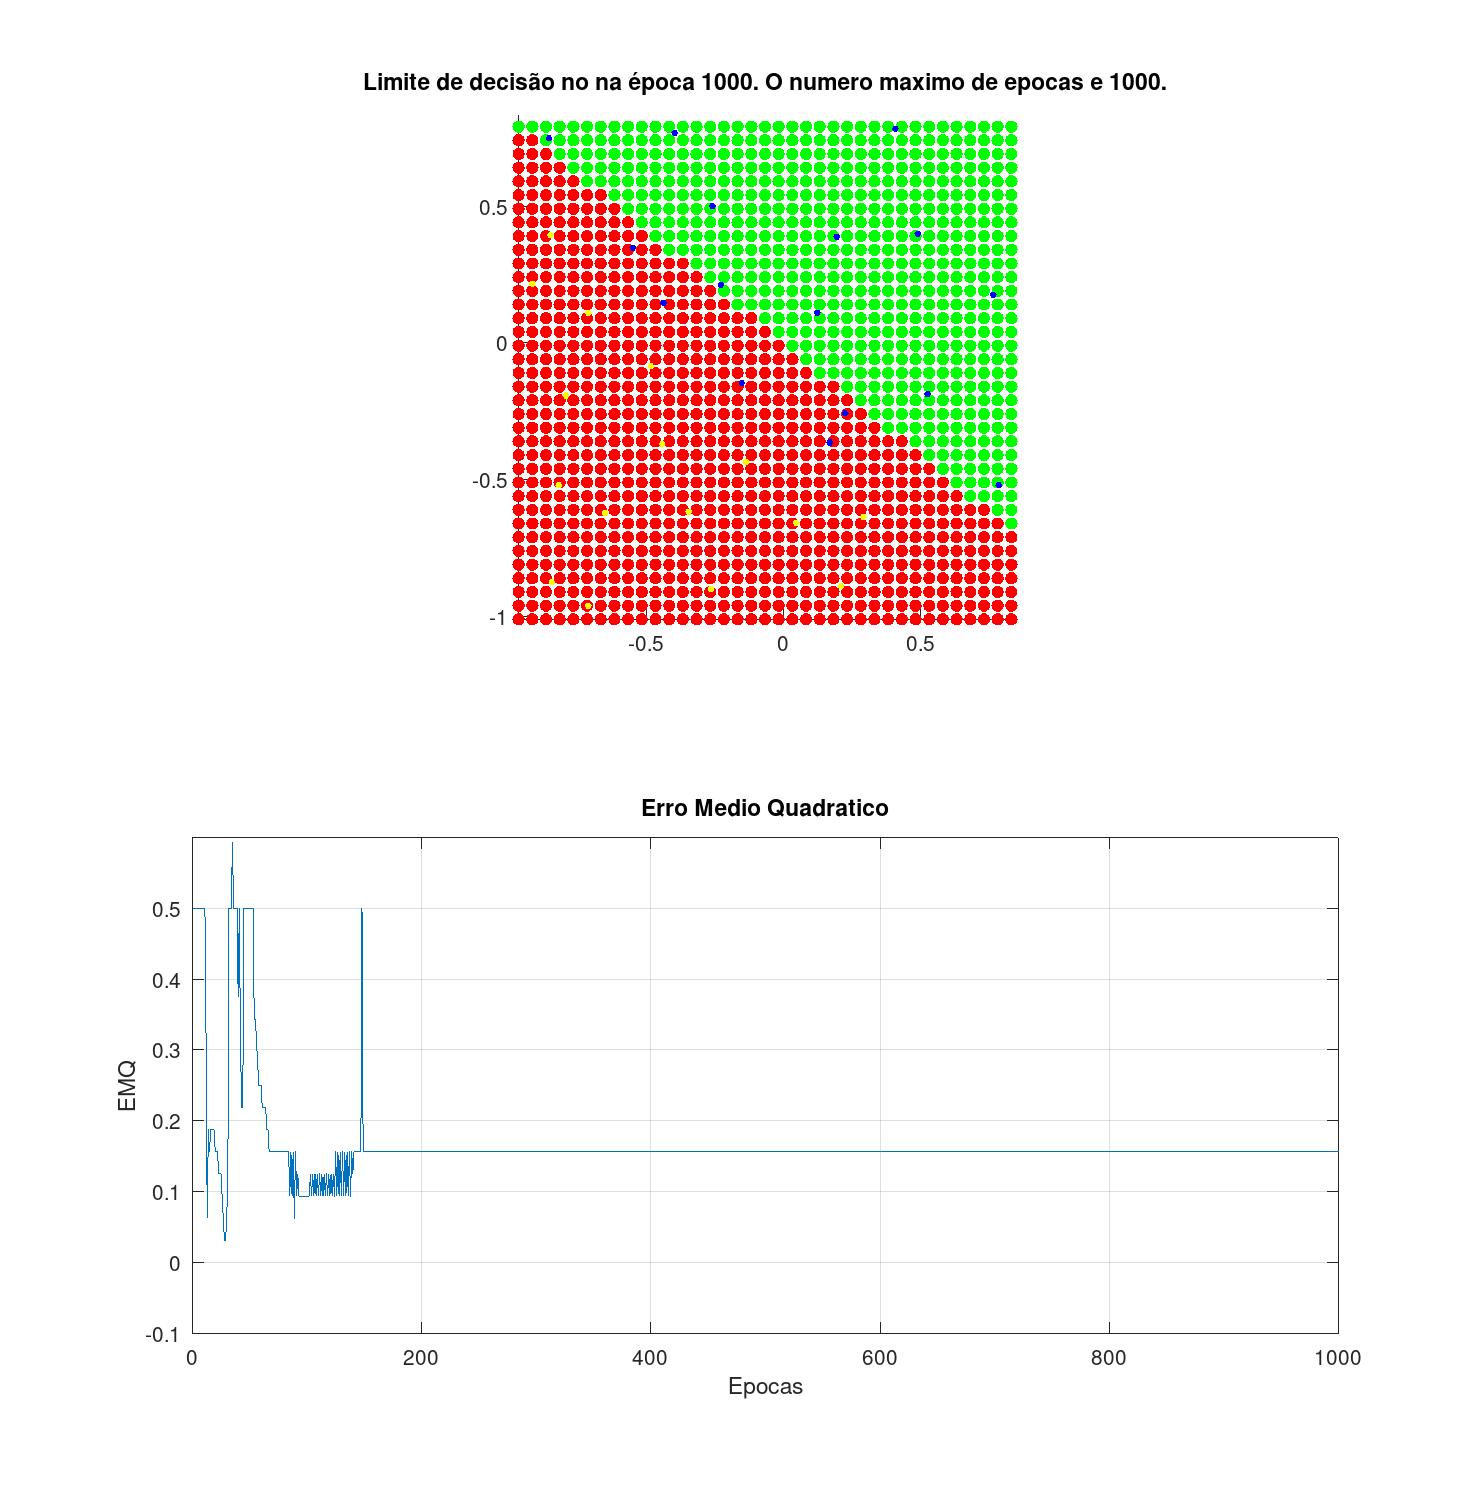 Limite de decisão no na época 1000. O numero maximo de epocas e 1000.
0.5
0
-0.5
-1
-0.5 0 0.5
Erro Medio Quadratico
0.5
0.4
0.3
0.2
0.1
0
-0.1
EMQ
0 200 400 600 800 1000
Epocas